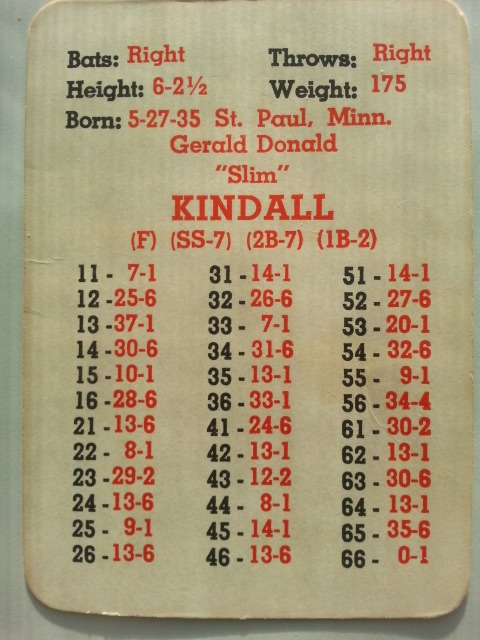 Bats: Right Throws: Right
Height: 6-2½ Weight: 175
Born: 5-27-35 St. Paul, Minn.
Gerald Donald
"Slim"
KINDALL
(F) (SS-7) (2B-7) (1B-2)
11 - 7-1 31 - 14-1 51 - 14-1
12 - 25-6 32 - 26-6 52 - 27-6
13 - 37-1 33 - 7-1 53 - 20-1
14 - 30-6 34 - 31-6 54 - 32-6
15 - 10-1 35 - 13-1 55 - 9-1
16 - 28-6 36 - 33-1 56 - 34-4
21 - 13-6 41 - 24-6 61 - 30-2
22 - 8-1 42 - 13-1 62 - 13-1
23 - 29-2 43 - 12-2 63 - 30-6
24 - 13-6 44 - 8-1 64 - 13-1
25 - 9-1 45 - 14-1 65 - 35-6
26 - 13-6 46 - 13-6 66 - 0-1